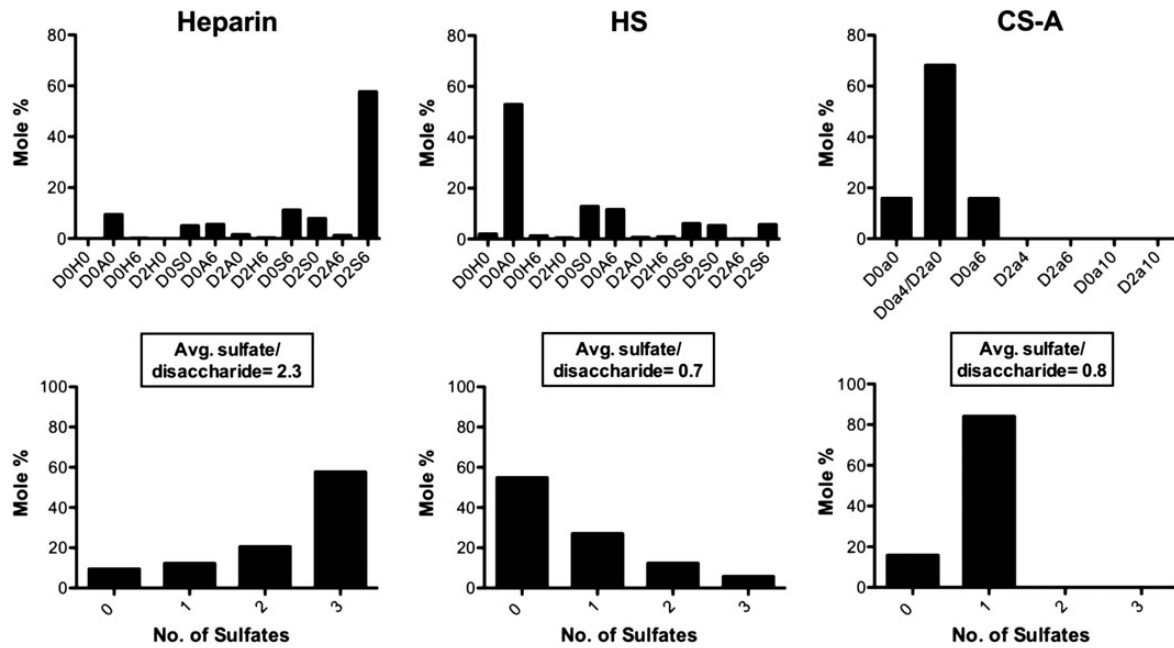 Heparin
80
60
40
20
0
Mole %
D0H0
D0A0
D0H6
D2H0
D0S0
D0A6
D2A0
D2H6
D0S6
D2S0
D2A6
D2S6
HS
80
60
40
20
0
Mole %
D0H0
D0A0
D0H6
D2H0
D0S0
D0A6
D2A0
D2H6
D0S6
D2S0
D2A6
D2S6
CS-A
80
60
40
20
0
Mole %
D0a0
D0a4/D2a0
D0a6
D2a4
D2a6
D0a10
D2a10
Avg. sulfate/
disaccharide= 2.3
100
80
60
40
20
0
Mole %
0
1
2
3
No. of Sulfates
Avg. sulfate/
disaccharide= 0.7
100
80
60
40
20
0
Mole %
0
1
2
3
No. of Sulfates
Avg. sulfate/
disaccharide= 0.8
100
80
60
40
20
0
Mole %
0
1
2
3
No. of Sulfates